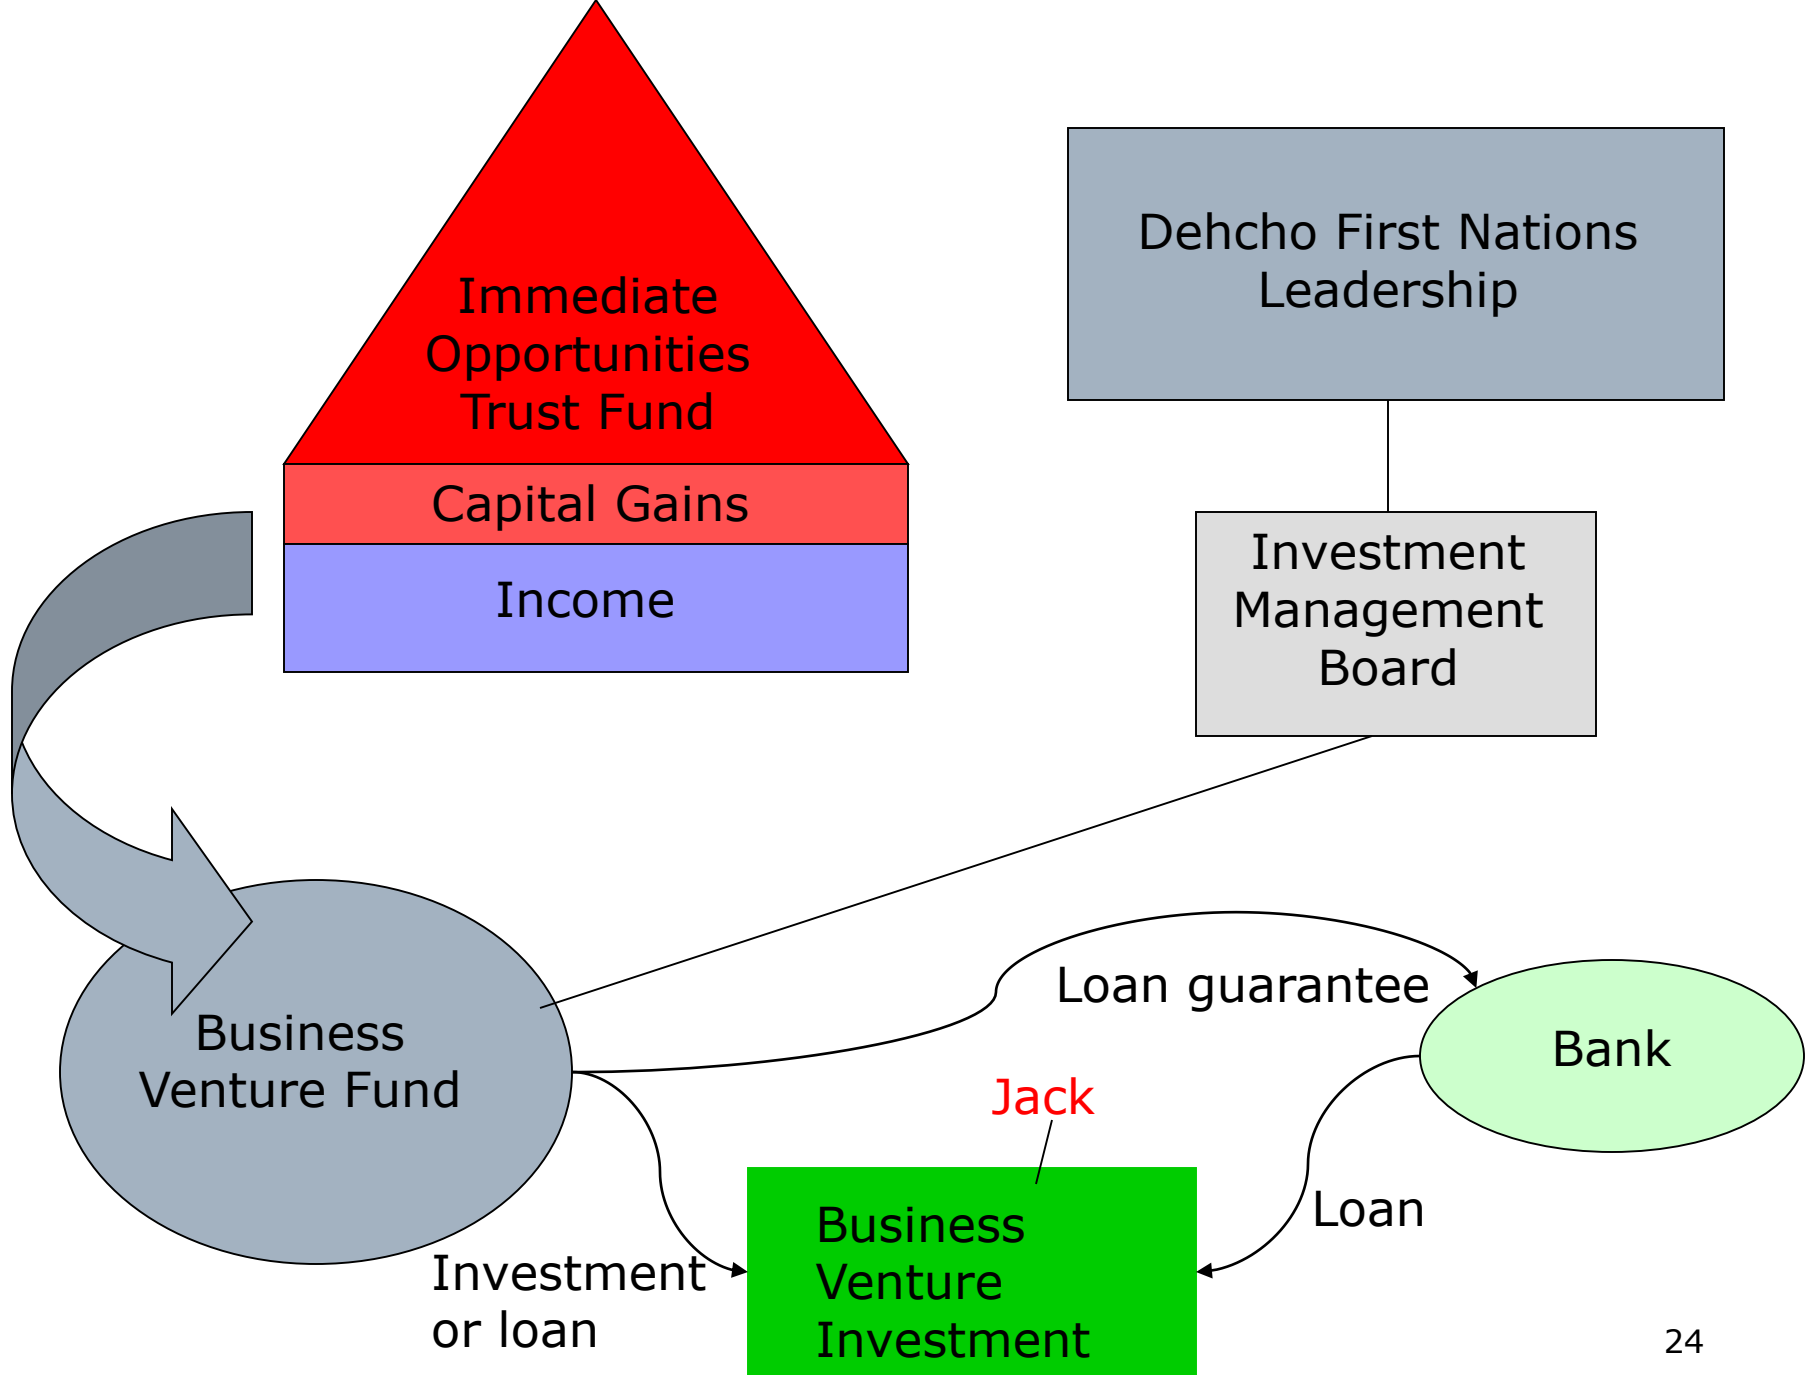 Immediate
Opportunities
Trust Fund
Capital Gains
Income
Dehcho First Nations
Leadership
Investment
Management
Board
Business
Venture Fund
Loan guarantee
Bank
Jack
Loan
Investment
or loan
Business
Venture
Investment
24